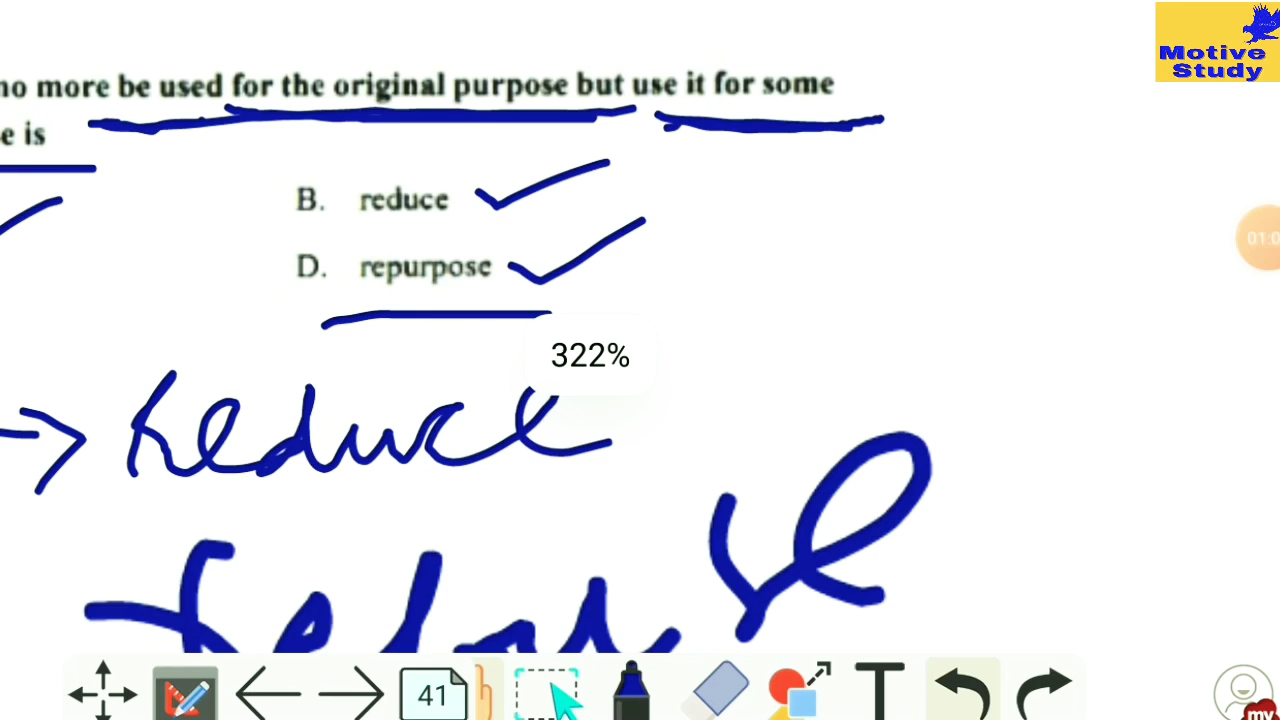 Motive
Study
no more be used for the original purpose but use it for some
e is
B. reduce
D. repurpose
322%
Reduce
41
T